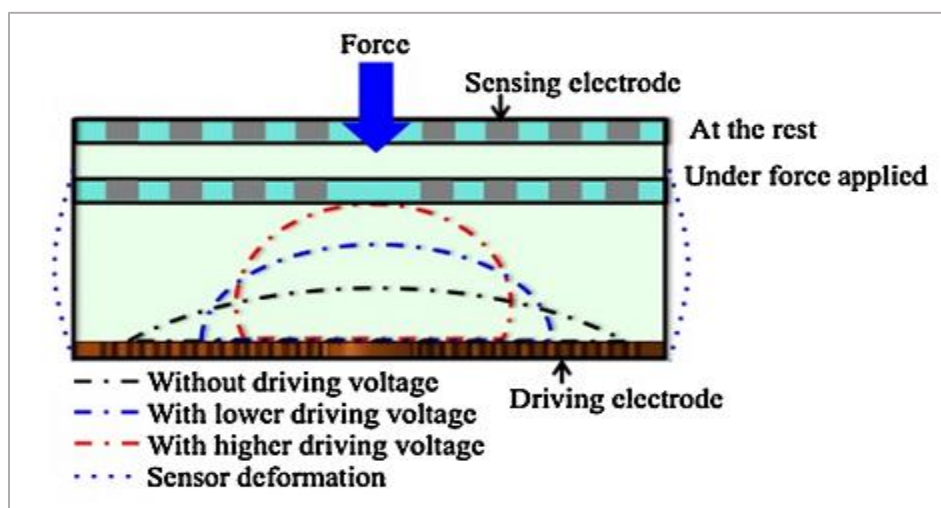 Force
Sensing electrode
At the rest
Under force applied
Without driving voltage
With lower driving voltage
Driving electrode
With higher driving voltage
Sensor deformation